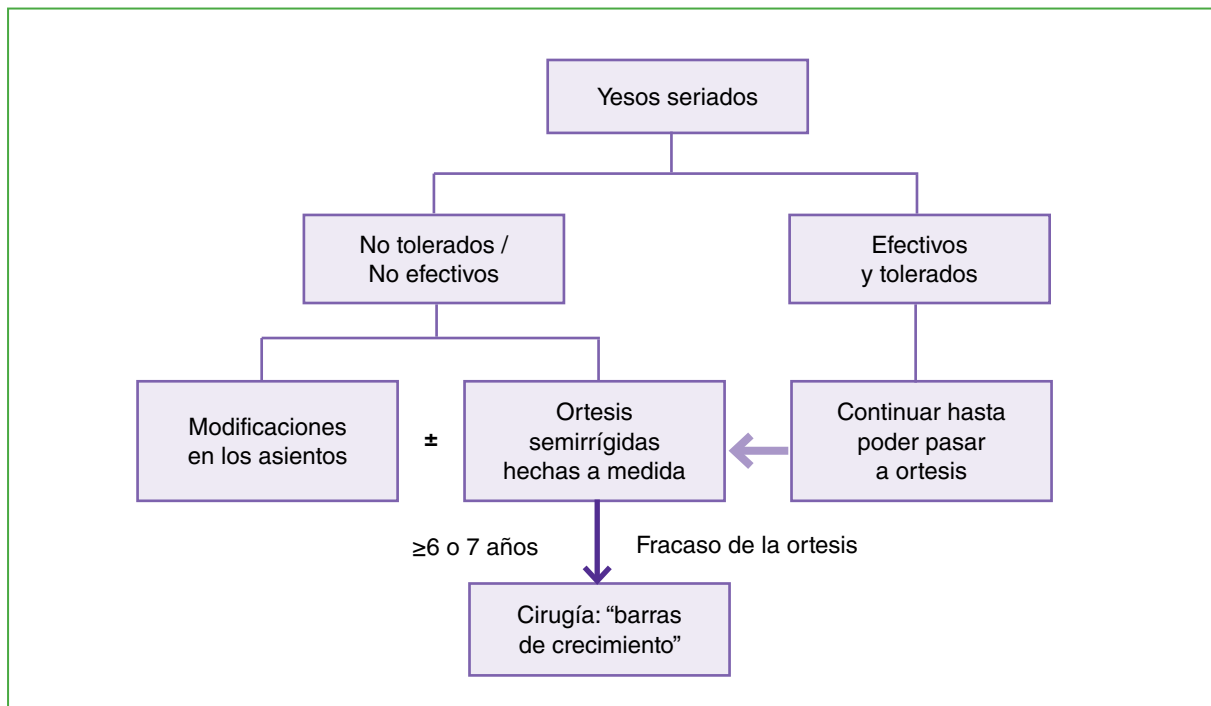 Yesos seriados
No tolerados /
No efectivos
Efectivos
y tolerados
Modificaciones
en los asientos
±
Ortesis
semirrígidas
hechas a medida
Continuar hasta
poder pasar
a ortesis
≥6 o 7 años
Fracaso de la ortesis
Cirugía: “barras
de crecimiento”